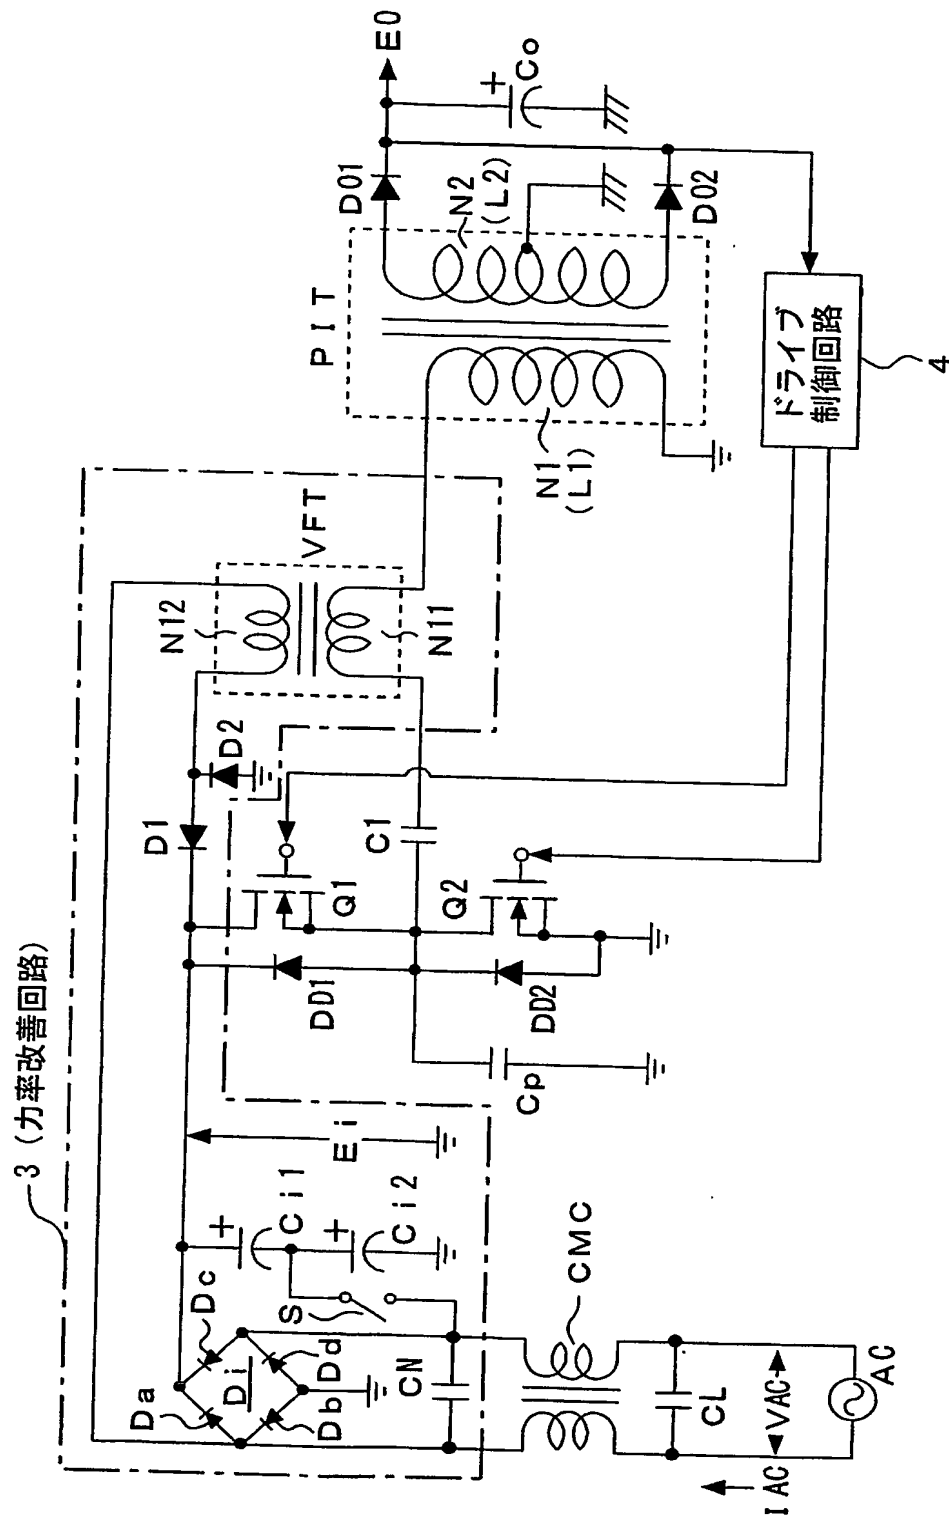 3 (力率改善回路)
Da
Dc
Di
Db
Dd
CN
S
Ci1
Ci2
Ei
CMC
CL
VAC
IAC
AC
D1
D2
N12
VFT
N11
DD1
Q1
C1
Cp
DD2
Q2
PIT
N1
(L1)
N2
(L2)
D01
D02
Co
E0
ドライブ
制御回路
4